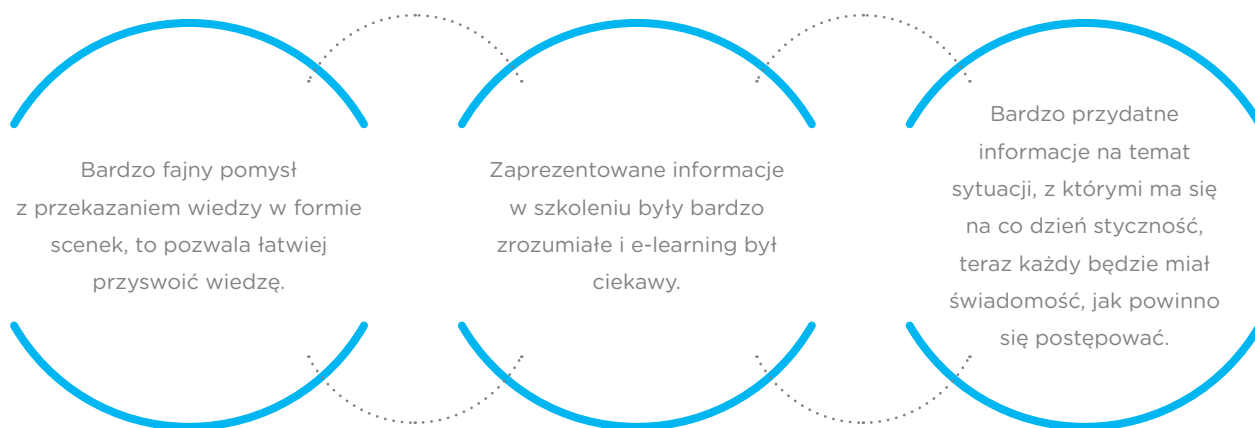 Bardzo fajny pomysł
z przekazaniem wiedzy w formie
scenek, to pozwala łatwiej
przyswoić wiedzę.
Zaprezentowane informacje
w szkoleniu były bardzo
zrozumiałe i e-learning był
ciekawy.
Bardzo przydatne
informacje na temat
sytuacji, z którymi ma się
na co dzień styczność,
teraz każdy będzie miał
świadomość, jak powinno
się postępować.